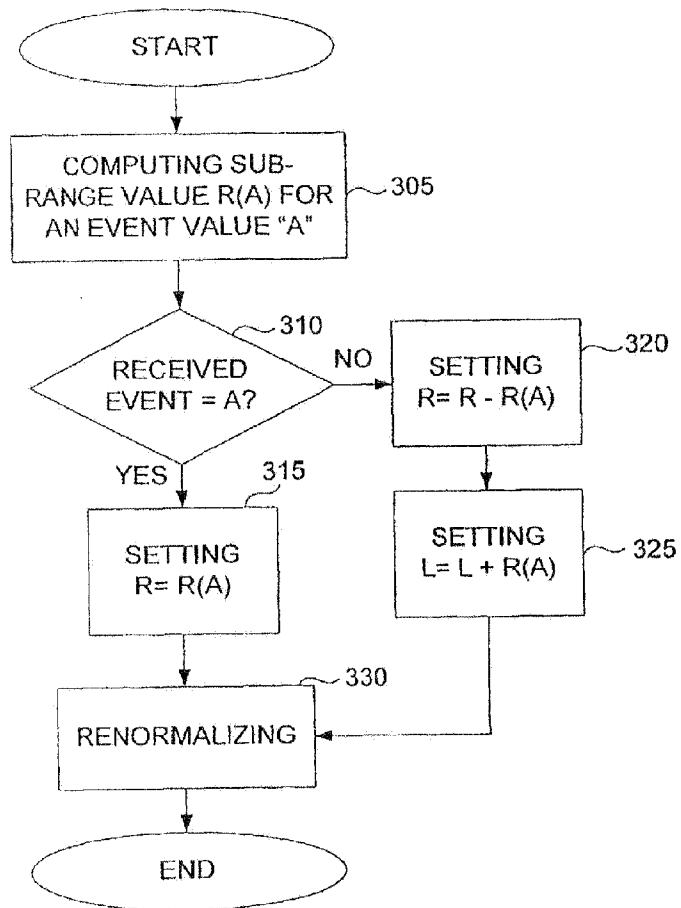 START
COMPUTING SUB-
RANGE VALUE R(A) FOR
AN EVENT VALUE "A"
305
310
RECEIVED
EVENT = A?
NO
SETTING
R= R - R(A)
320
YES
315
SETTING
R= R(A)
SETTING
L= L + R(A)
325
330
RENORMALIZING
END